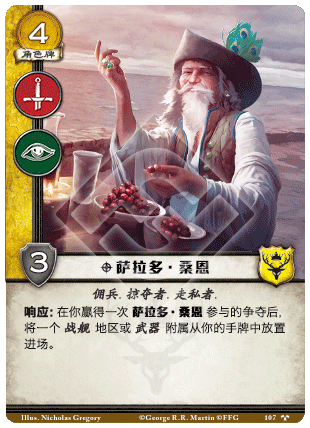 4
角色牌
3
萨拉多·桑恩
佣兵. 掠夺者. 走私者.
响应: 在你赢得一次 萨拉多·桑恩 参与的争夺后,
将一个 战舰 地区或 武器 附属从你的手牌中放置
进场。
Illus. Nicholas Gregory ©George R.R. Martin ©FFG 107